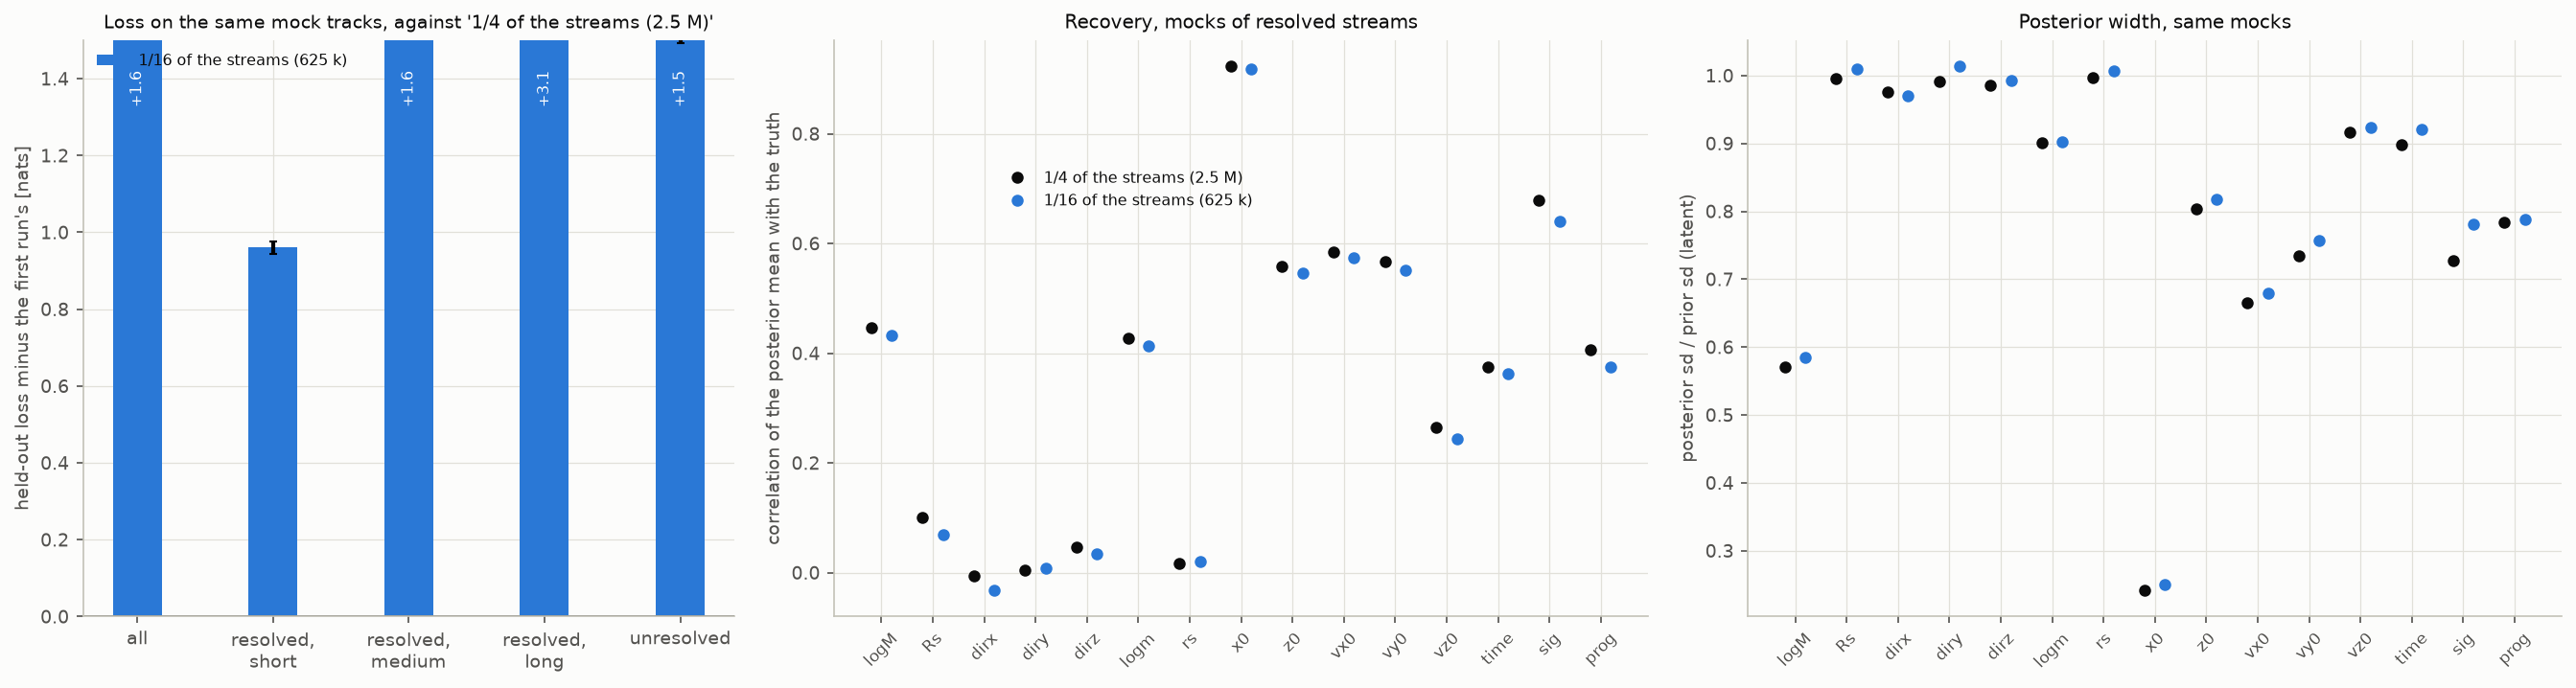 Loss on the same mock tracks, against '1/4 of the streams (2.5 M)'
held-out loss minus the first run's [nats]
1/16 of the streams (625 k)
1.4
1.2
1.0
0.8
0.6
0.4
0.2
0.0
+1.6
+1.6
+3.1
+1.5
all
resolved,
short
resolved,
medium
resolved,
long
unresolved
Recovery, mocks of resolved streams
correlation of the posterior mean with the truth
0.8
0.6
0.4
0.2
0.0
1/4 of the streams (2.5 M)
1/16 of the streams (625 k)
logM
Rs
dirx
diry
dirz
logm
rs
x0
z0
vx0
vy0
vz0
time
sig
prog
Posterior width, same mocks
posterior sd / prior sd (latent)
1.0
0.9
0.8
0.7
0.6
0.5
0.4
0.3
logM
Rs
dirx
diry
dirz
logm
rs
x0
z0
vx0
vy0
vz0
time
sig
prog